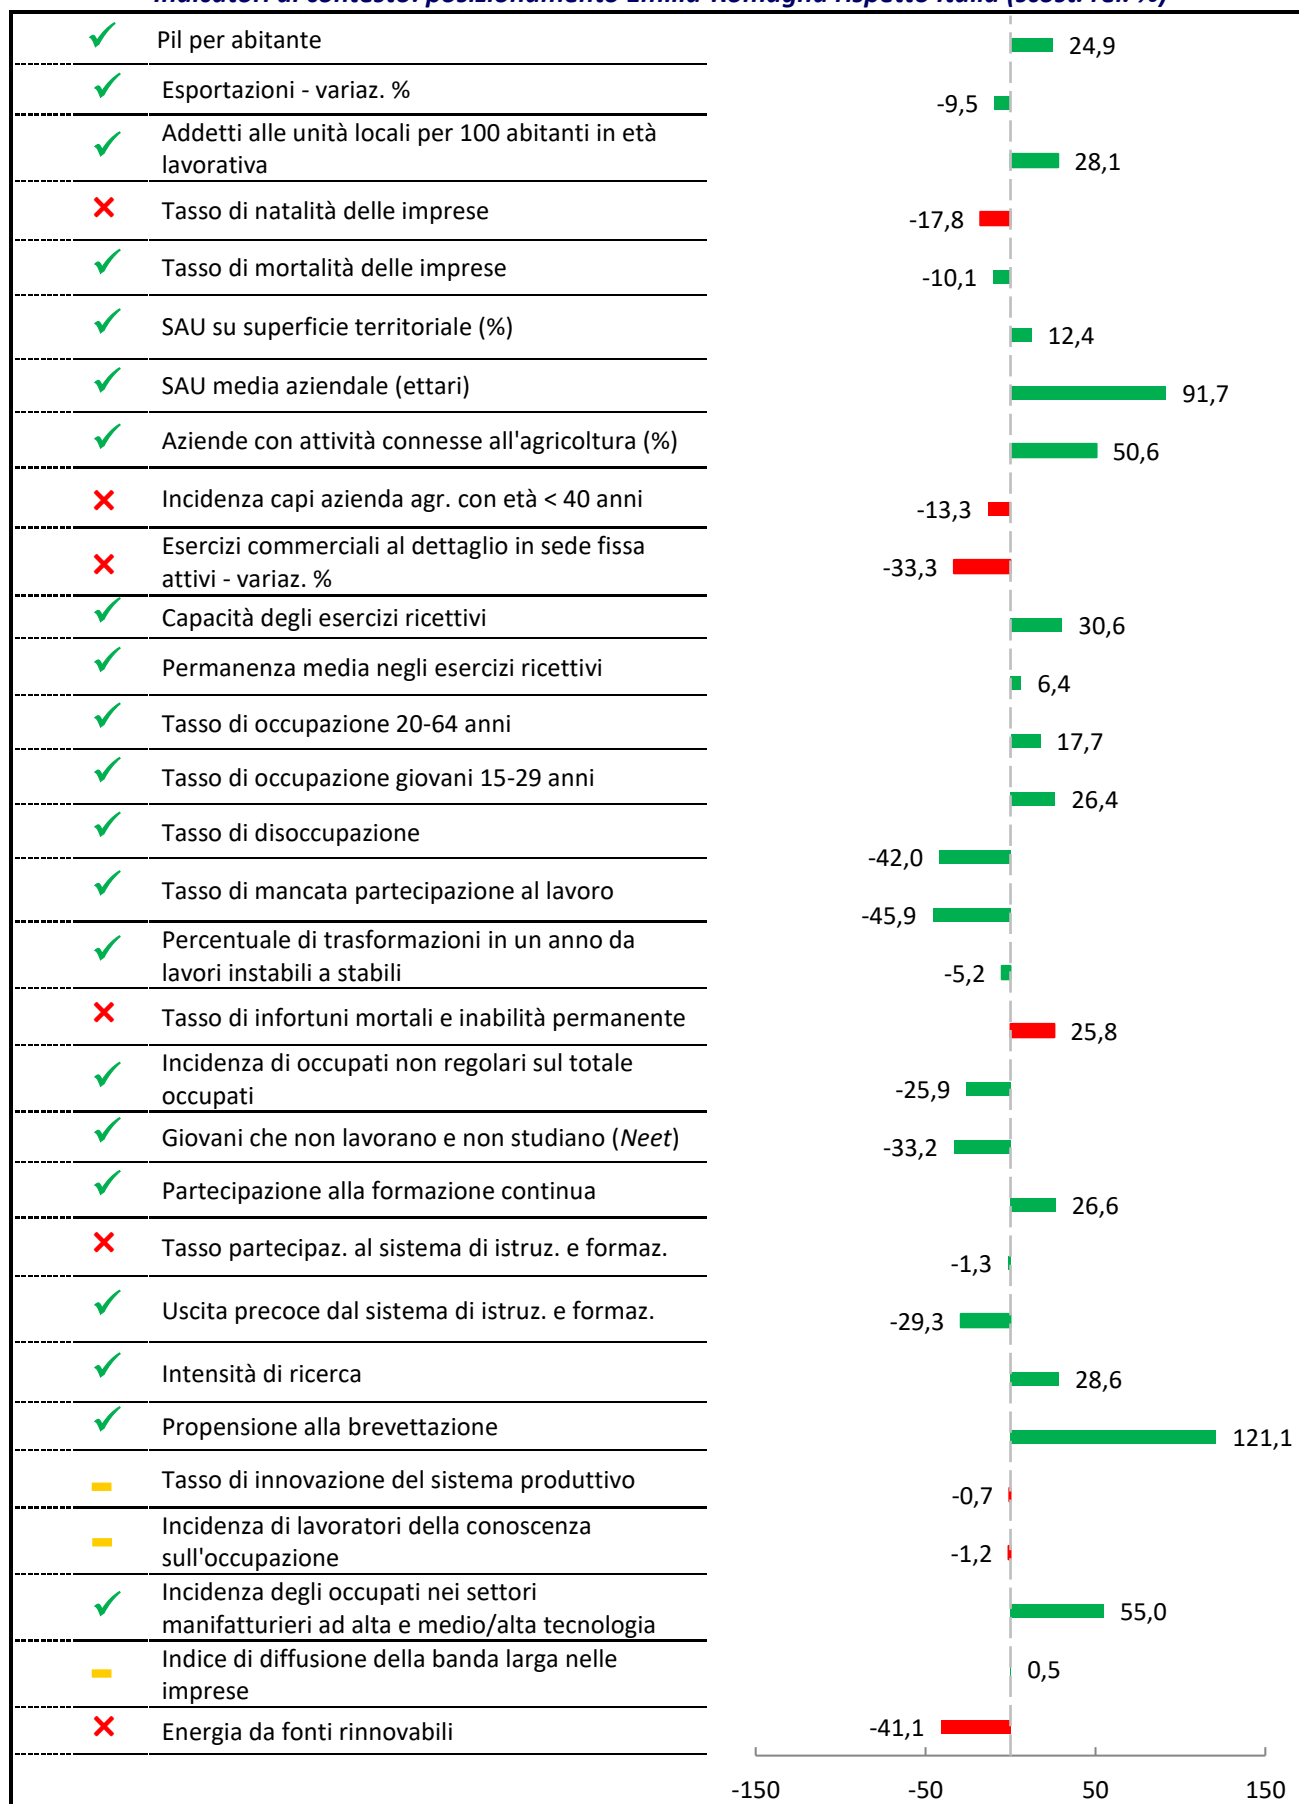 Indicatori di contesto: posizionamento Emilia-Romagna rispetto Italia (scost. rel. %)
Pil per abitante
24,9
Esportazioni - variaz. %
-9,5
Addetti alle unità locali per 100 abitanti in età
lavorativa
28,1
Tasso di natalità delle imprese
-17,8
Tasso di mortalità delle imprese
-10,1
SAU su superficie territoriale (%)
12,4
SAU media aziendale (ettari)
91,7
Aziende con attività connesse all'agricoltura (%)
50,6
Incidenza capi azienda agr. con età < 40 anni
-13,3
Esercizi commerciali al dettaglio in sede fissa
attivi - variaz. %
-33,3
Capacità degli esercizi ricettivi
30,6
Permanenza media negli esercizi ricettivi
6,4
Tasso di occupazione 20-64 anni
17,7
Tasso di occupazione giovani 15-29 anni
26,4
Tasso di disoccupazione
-42,0
Tasso di mancata partecipazione al lavoro
-45,9
Percentuale di trasformazioni in un anno da
lavori instabili a stabili
-5,2
Tasso di infortuni mortali e inabilità permanente
25,8
Incidenza di occupati non regolari sul totale
occupati
-25,9
Giovani che non lavorano e non studiano (Neet)
-33,2
Partecipazione alla formazione continua
26,6
Tasso partecipaz. al sistema di istruz. e formaz.
-1,3
Uscita precoce dal sistema di istruz. e formaz.
-29,3
Intensità di ricerca
28,6
Propensione alla brevettazione
121,1
Tasso di innovazione del sistema produttivo
-0,7
Incidenza di lavoratori della conoscenza
sull'occupazione
-1,2
Incidenza degli occupati nei settori
manifatturieri ad alta e medio/alta tecnologia
55,0
Indice di diffusione della banda larga nelle
imprese
0,5
Energia da fonti rinnovabili
-41,1
-150 -50 50 150